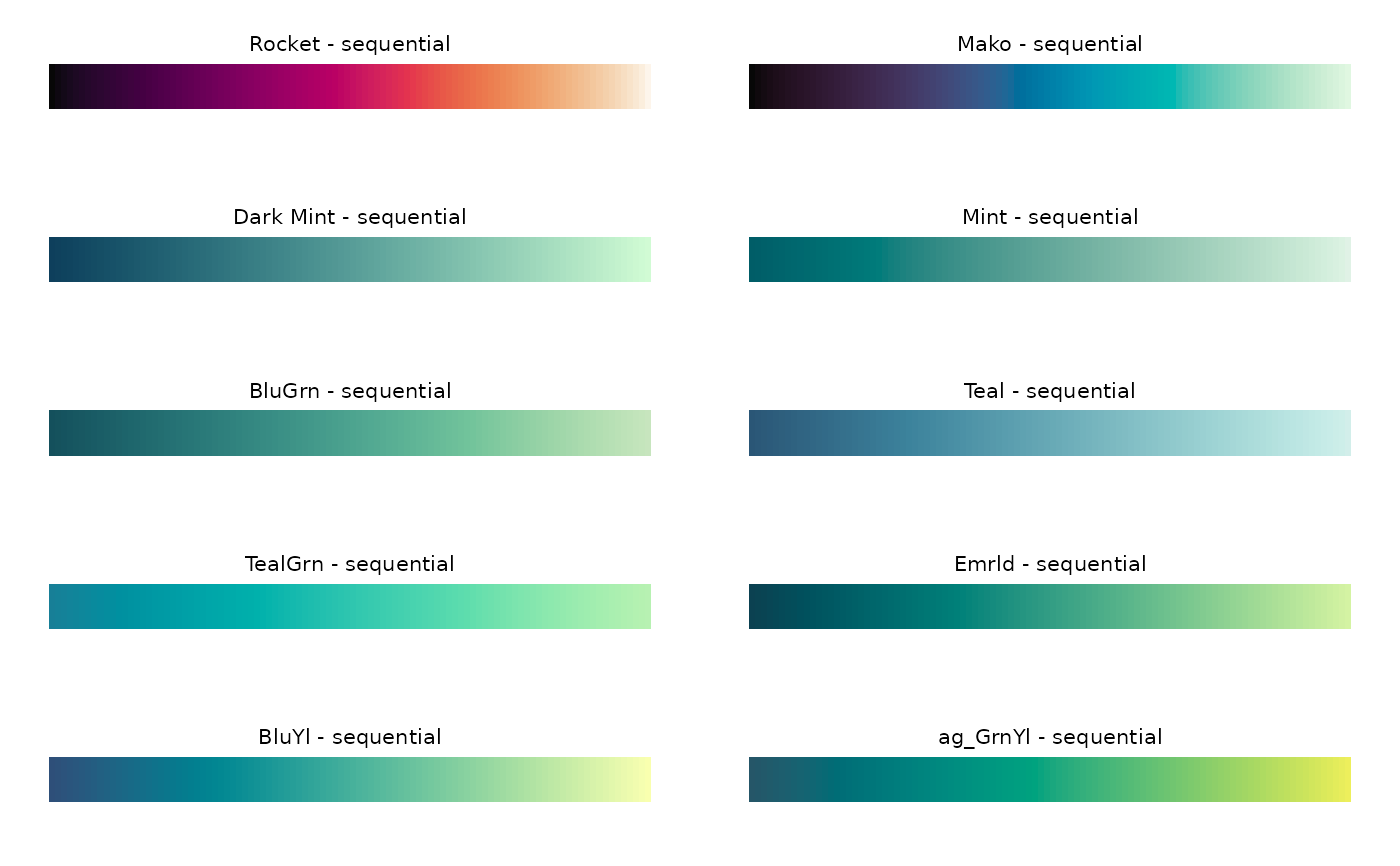 Rocket - sequential
Mako - sequential
Dark Mint - sequential
Mint - sequential
BluGrn - sequential
Teal - sequential
TealGrn - sequential
Emrld - sequential
BluYl - sequential
ag_GrnYl - sequential